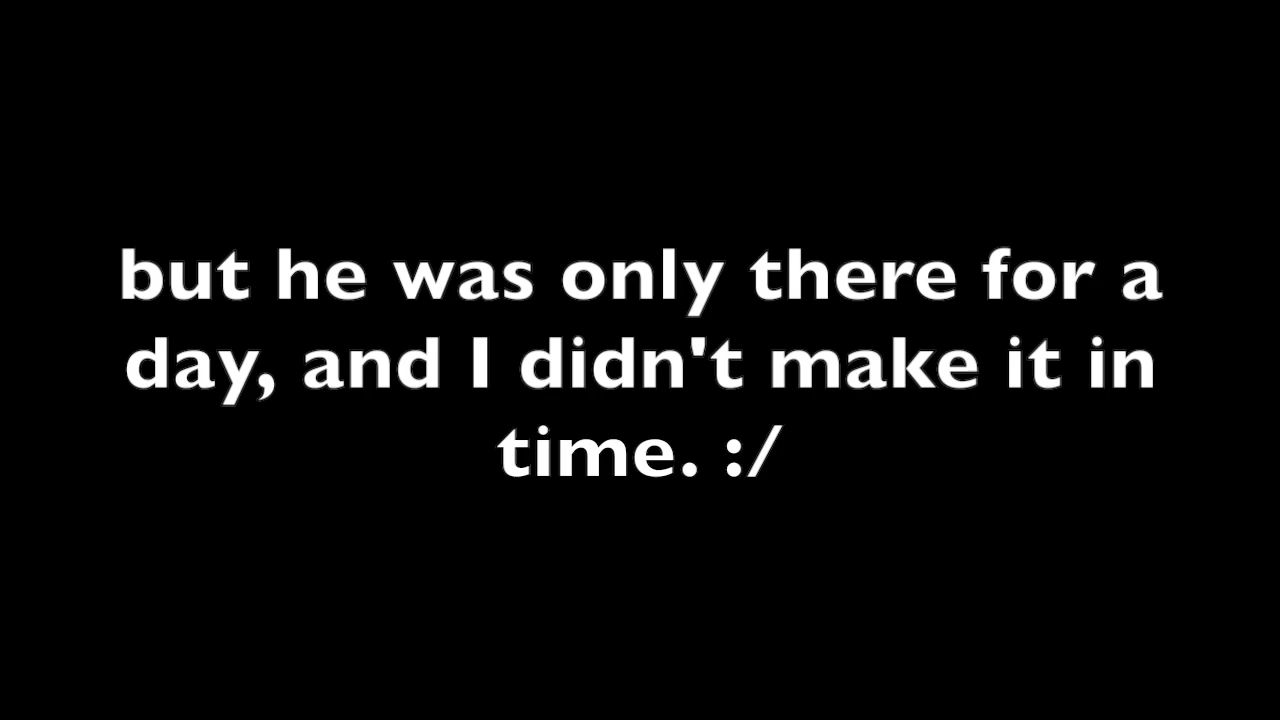 but he was only there for a
day, and I didn't make it in
time. :/